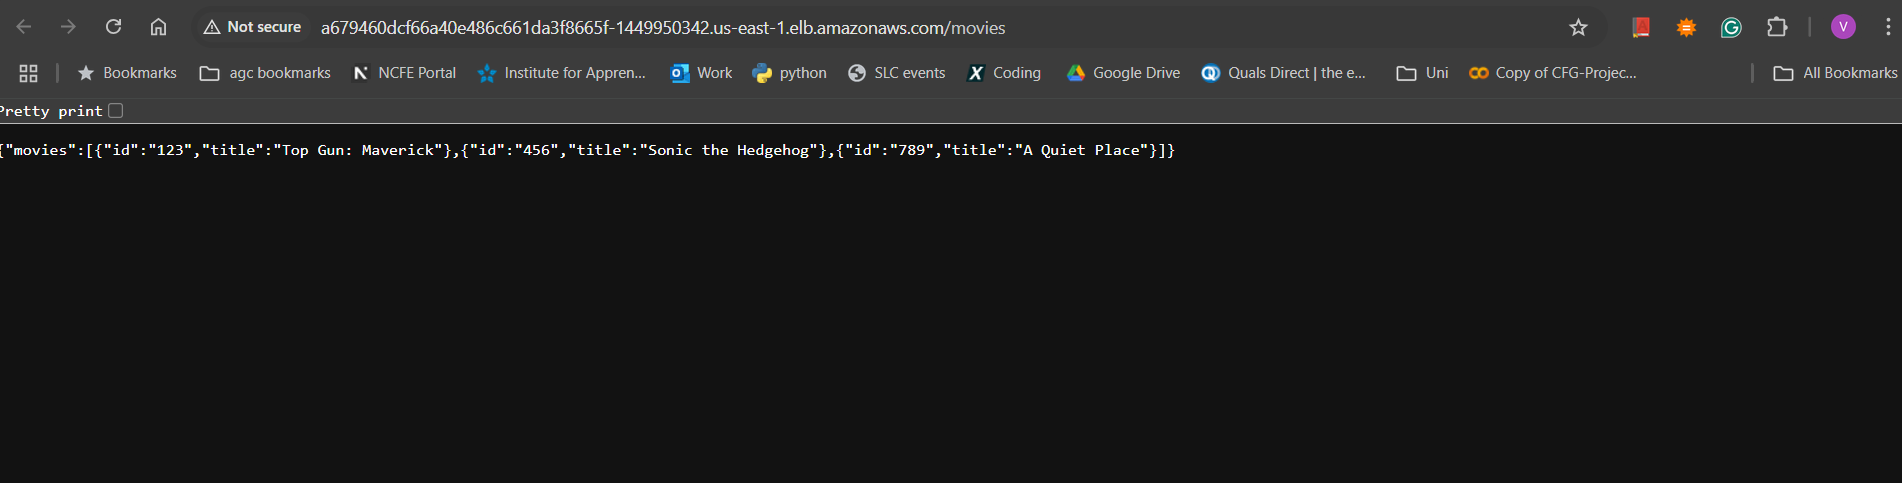 Not secure a679460dcf66a40e486c661da3f8665f-1449950342.us-east-1.elb.amazonaws.com/movies V
Bookmarks agc bookmarks NCFE Portal Institute for Appren... Work python SLC events Coding Google Drive Quals Direct | the e... Uni Copy of CFG-Projec... All Bookmarks
Pretty print
{"movies":[{"id":"123","title":"Top Gun: Maverick"},{"id":"456","title":"Sonic the Hedgehog"},{"id":"789","title":"A Quiet Place"}]}